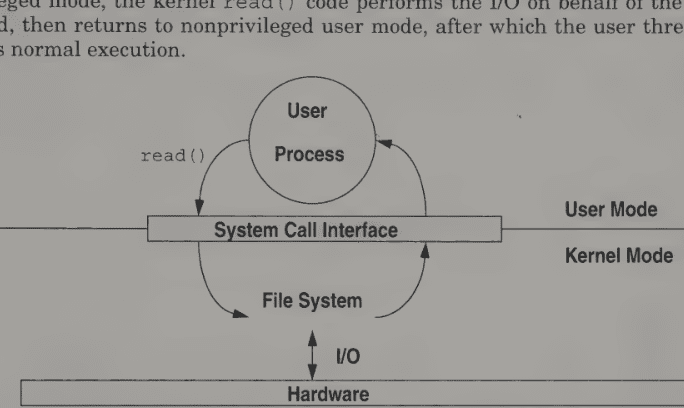 leged mode, the kernel read() code performs the I/O on behalf of the
d, then returns to nonprivileged user mode, after which the user thre
s normal execution.
User
read()
Process
User Mode
System Call Interface
Kernel Mode
File System
I/O
Hardware